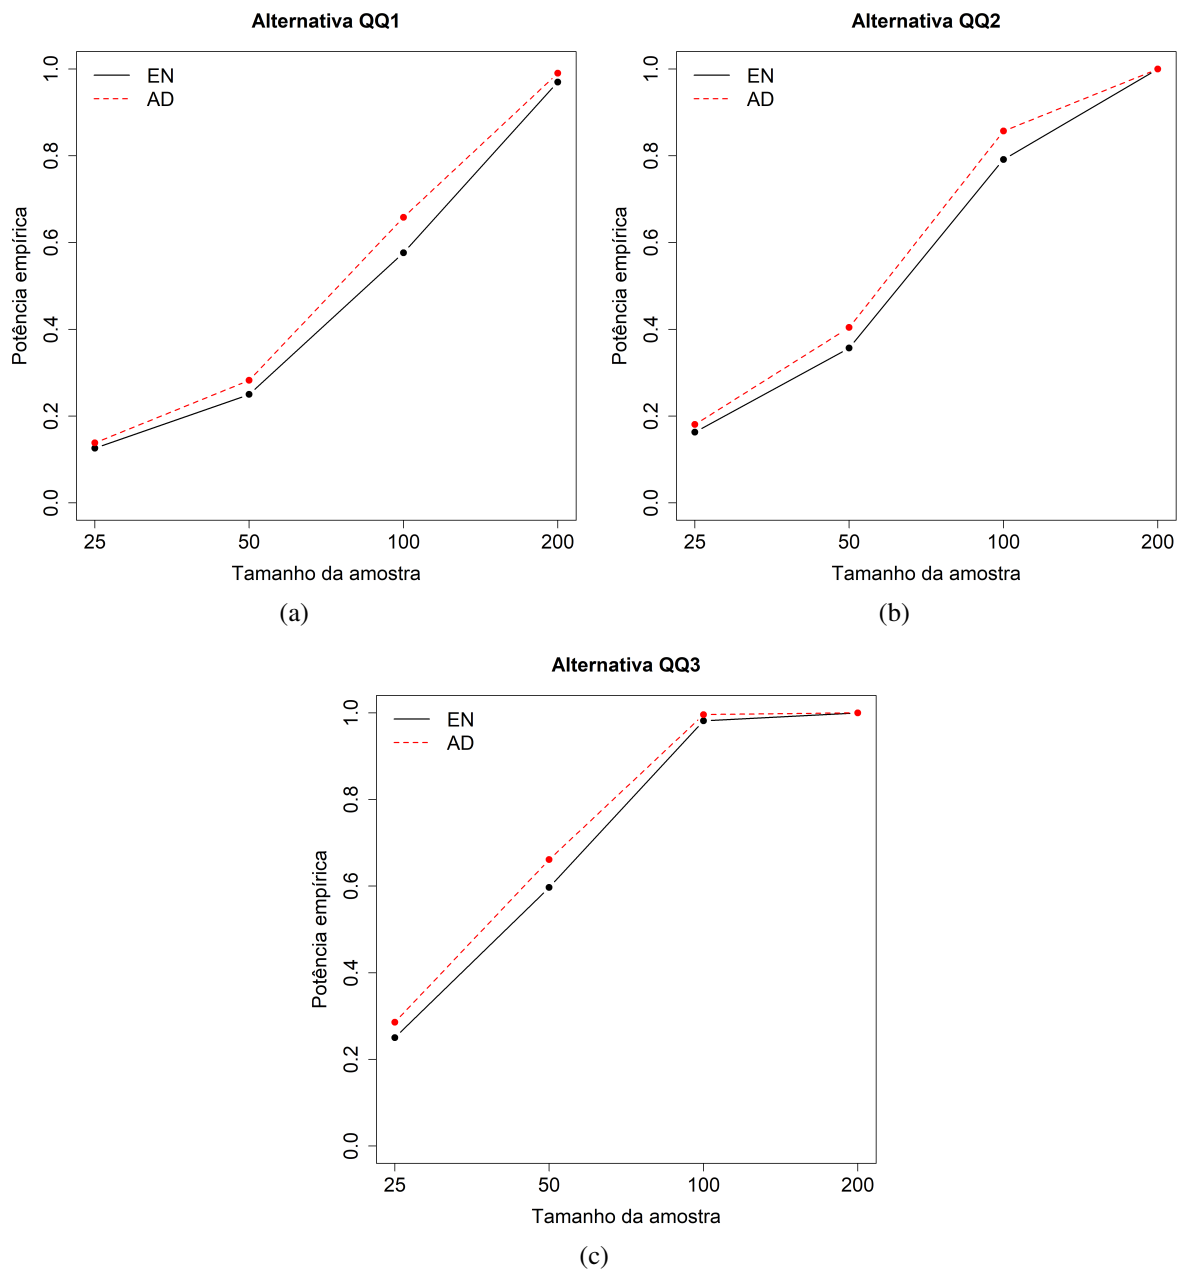 Alternativa QQ1
EN
AD
Potência empírica
0.0 0.2 0.4 0.6 0.8 1.0
25 50 100 200
Tamanho da amostra
(a)
Alternativa QQ2
EN
AD
Potência empírica
0.0 0.2 0.4 0.6 0.8 1.0
25 50 100 200
Tamanho da amostra
(b)
Alternativa QQ3
EN
AD
Potência empírica
0.0 0.2 0.4 0.6 0.8 1.0
25 50 100 200
Tamanho da amostra
(c)